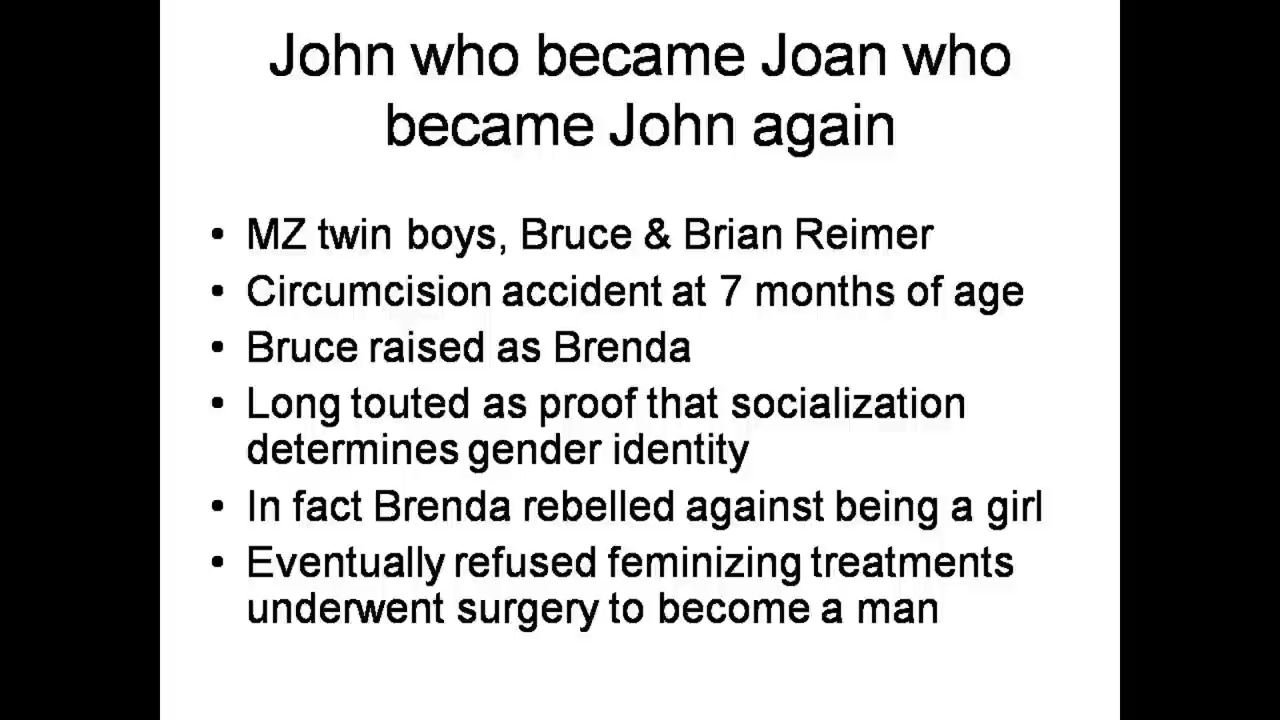 John who became Joan who
became John again
• MZ twin boys, Bruce & Brian Reimer
• Circumcision accident at 7 months of age
• Bruce raised as Brenda
• Long touted as proof that socialization
determines gender identity
• In fact Brenda rebelled against being a girl
• Eventually refused feminizing treatments
underwent surgery to become a man